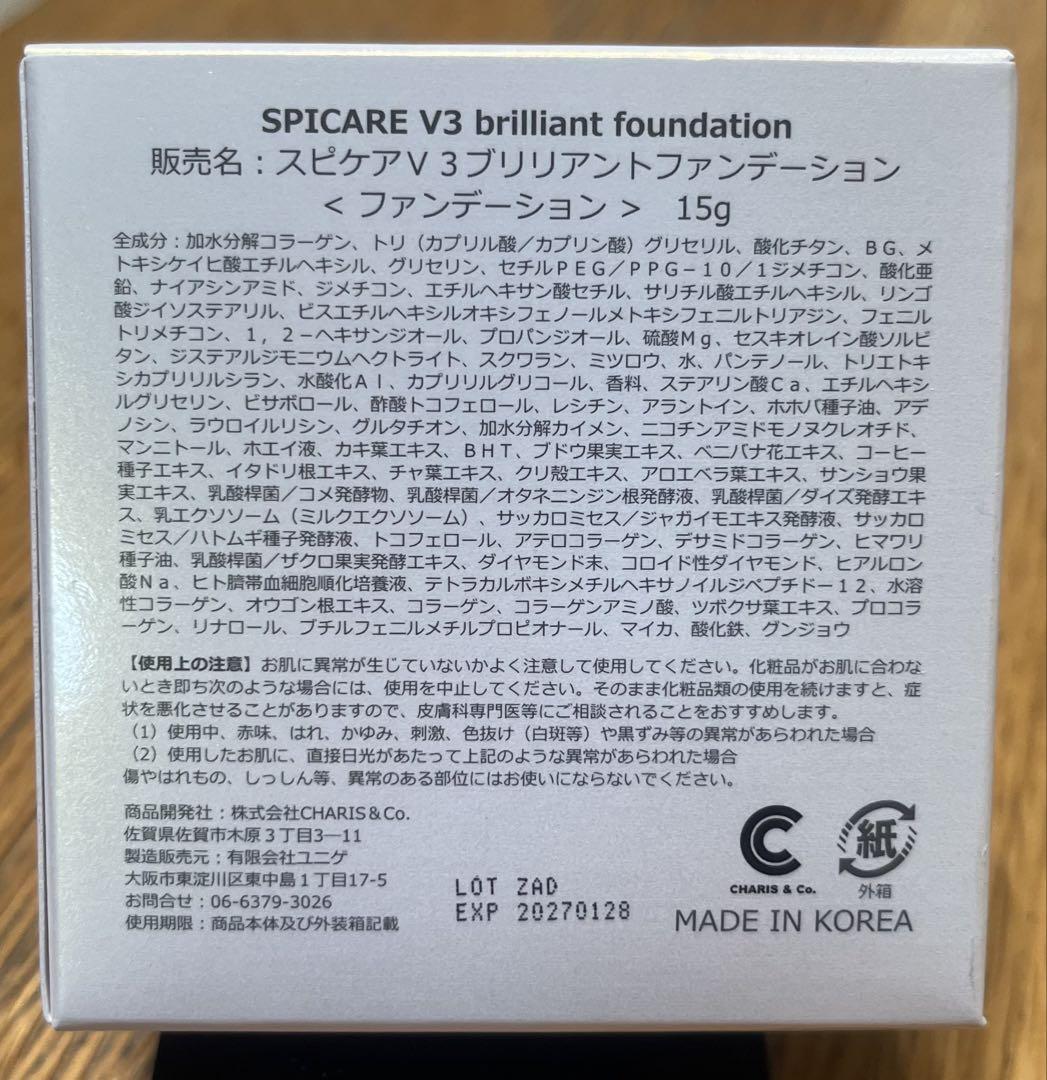 SPICARE V3 brilliant foundation
販売名：スピケアＶ３ブリリアントファンデーション
＜ファンデーション＞　15g
全成分：加水分解コラーゲン、トリ（カプリル酸／カプリン酸）グリセリル、酸化チタン、ＢＧ、メ
トキシケイヒ酸エチルヘキシル、グリセリン、セチルＰＥＧ／ＰＰＧ－１０／１ジメチコン、酸化亜
鉛、ナイアシンアミド、ジメチコン、エチルヘキサン酸セチル、サリチル酸エチルヘキシル、リンゴ
酸ジイソステアリル、ビスエチルヘキシルオキシフェノールメトキシフェニルトリアジン、フェニル
トリメチコン、１，２－ヘキサンジオール、プロパンジオール、硫酸Ｍｇ、セスキオレイン酸ソルビ
タン、ジステアルジモニウムヘクトライト、スクワラン、ミツロウ、水、パンテノール、トリエトキ
シカプリリルシラン、水酸化Ａｌ、カプリリルグリコール、香料、ステアリン酸Ｃａ、エチルヘキシ
ルグリセリン、ビサボロール、酢酸トコフェロール、レシチン、アラントイン、ホホバ種子油、アデ
ノシン、ラウロイルリシン、グルタチオン、加水分解カイメン、ニコチンアミドモノヌクレオチド、
マンニトール、ホエイ液、カキ葉エキス、ＢＨＴ、ブドウ果実エキス、ベニバナ花エキス、コーヒー
種子エキス、イタドリ根エキス、チャ葉エキス、クリ殻エキス、アロエベラ葉エキス、サンショウ果
実エキス、乳酸桿菌／コメ発酵物、乳酸桿菌／オタネニンジン根発酵液、乳酸桿菌／ダイズ発酵エキ
ス、乳エクソソーム（ミルクエクソソーム）、サッカロミセス／ジャガイモエキス発酵液、サッカロ
ミセス／ハトムギ種子発酵液、トコフェロール、アテロコラーゲン、デサミドコラーゲン、ヒマワリ
種子油、乳酸桿菌／ザクロ果実発酵エキス、ダイヤモンド末、コロイド性ダイヤモンド、ヒアルロン
酸Ｎａ、ヒト臍帯血細胞順化培養液、テトラカルボキシメチルヘキサノイルジペプチドー１２、水溶
性コラーゲン、オウゴン根エキス、コラーゲン、コラーゲンアミノ酸、ツボクサ葉エキス、プロコラ
ーゲン、リナロール、ブチルフェニルメチルプロピオナール、マイカ、酸化鉄、グンジョウ
【使用上の注意】お肌に異常が生じていないかよく注意して使用してください。化粧品がお肌に合わな
いとき即ち次のような場合には、使用を中止してください。そのまま化粧品類の使用を続けますと、症
状を悪化させることがありますので、皮膚科専門医等にご相談されることをおすすめします。
（1）使用中、赤味、はれ、かゆみ、刺激、色抜け（白斑等）や黒ずみ等の異常があらわれた場合
（2）使用したお肌に、直接日光があたって上記のような異常があらわれた場合
傷やはれもの、しっしん等、異常のある部位にはお使いにならないでください。
商品開発社：株式会社CHARIS＆Co.
佐賀県佐賀市木原３丁目3―11
製造販売元：有限会社ユニゲ
大阪市東淀川区東中島１丁目17-5
お問合せ：06-6379-3026
使用期限：商品本体及び外装箱記載
LOT ZAD
EXP 20270128
CHARIS & Co.
紙
外箱
MADE IN KOREA